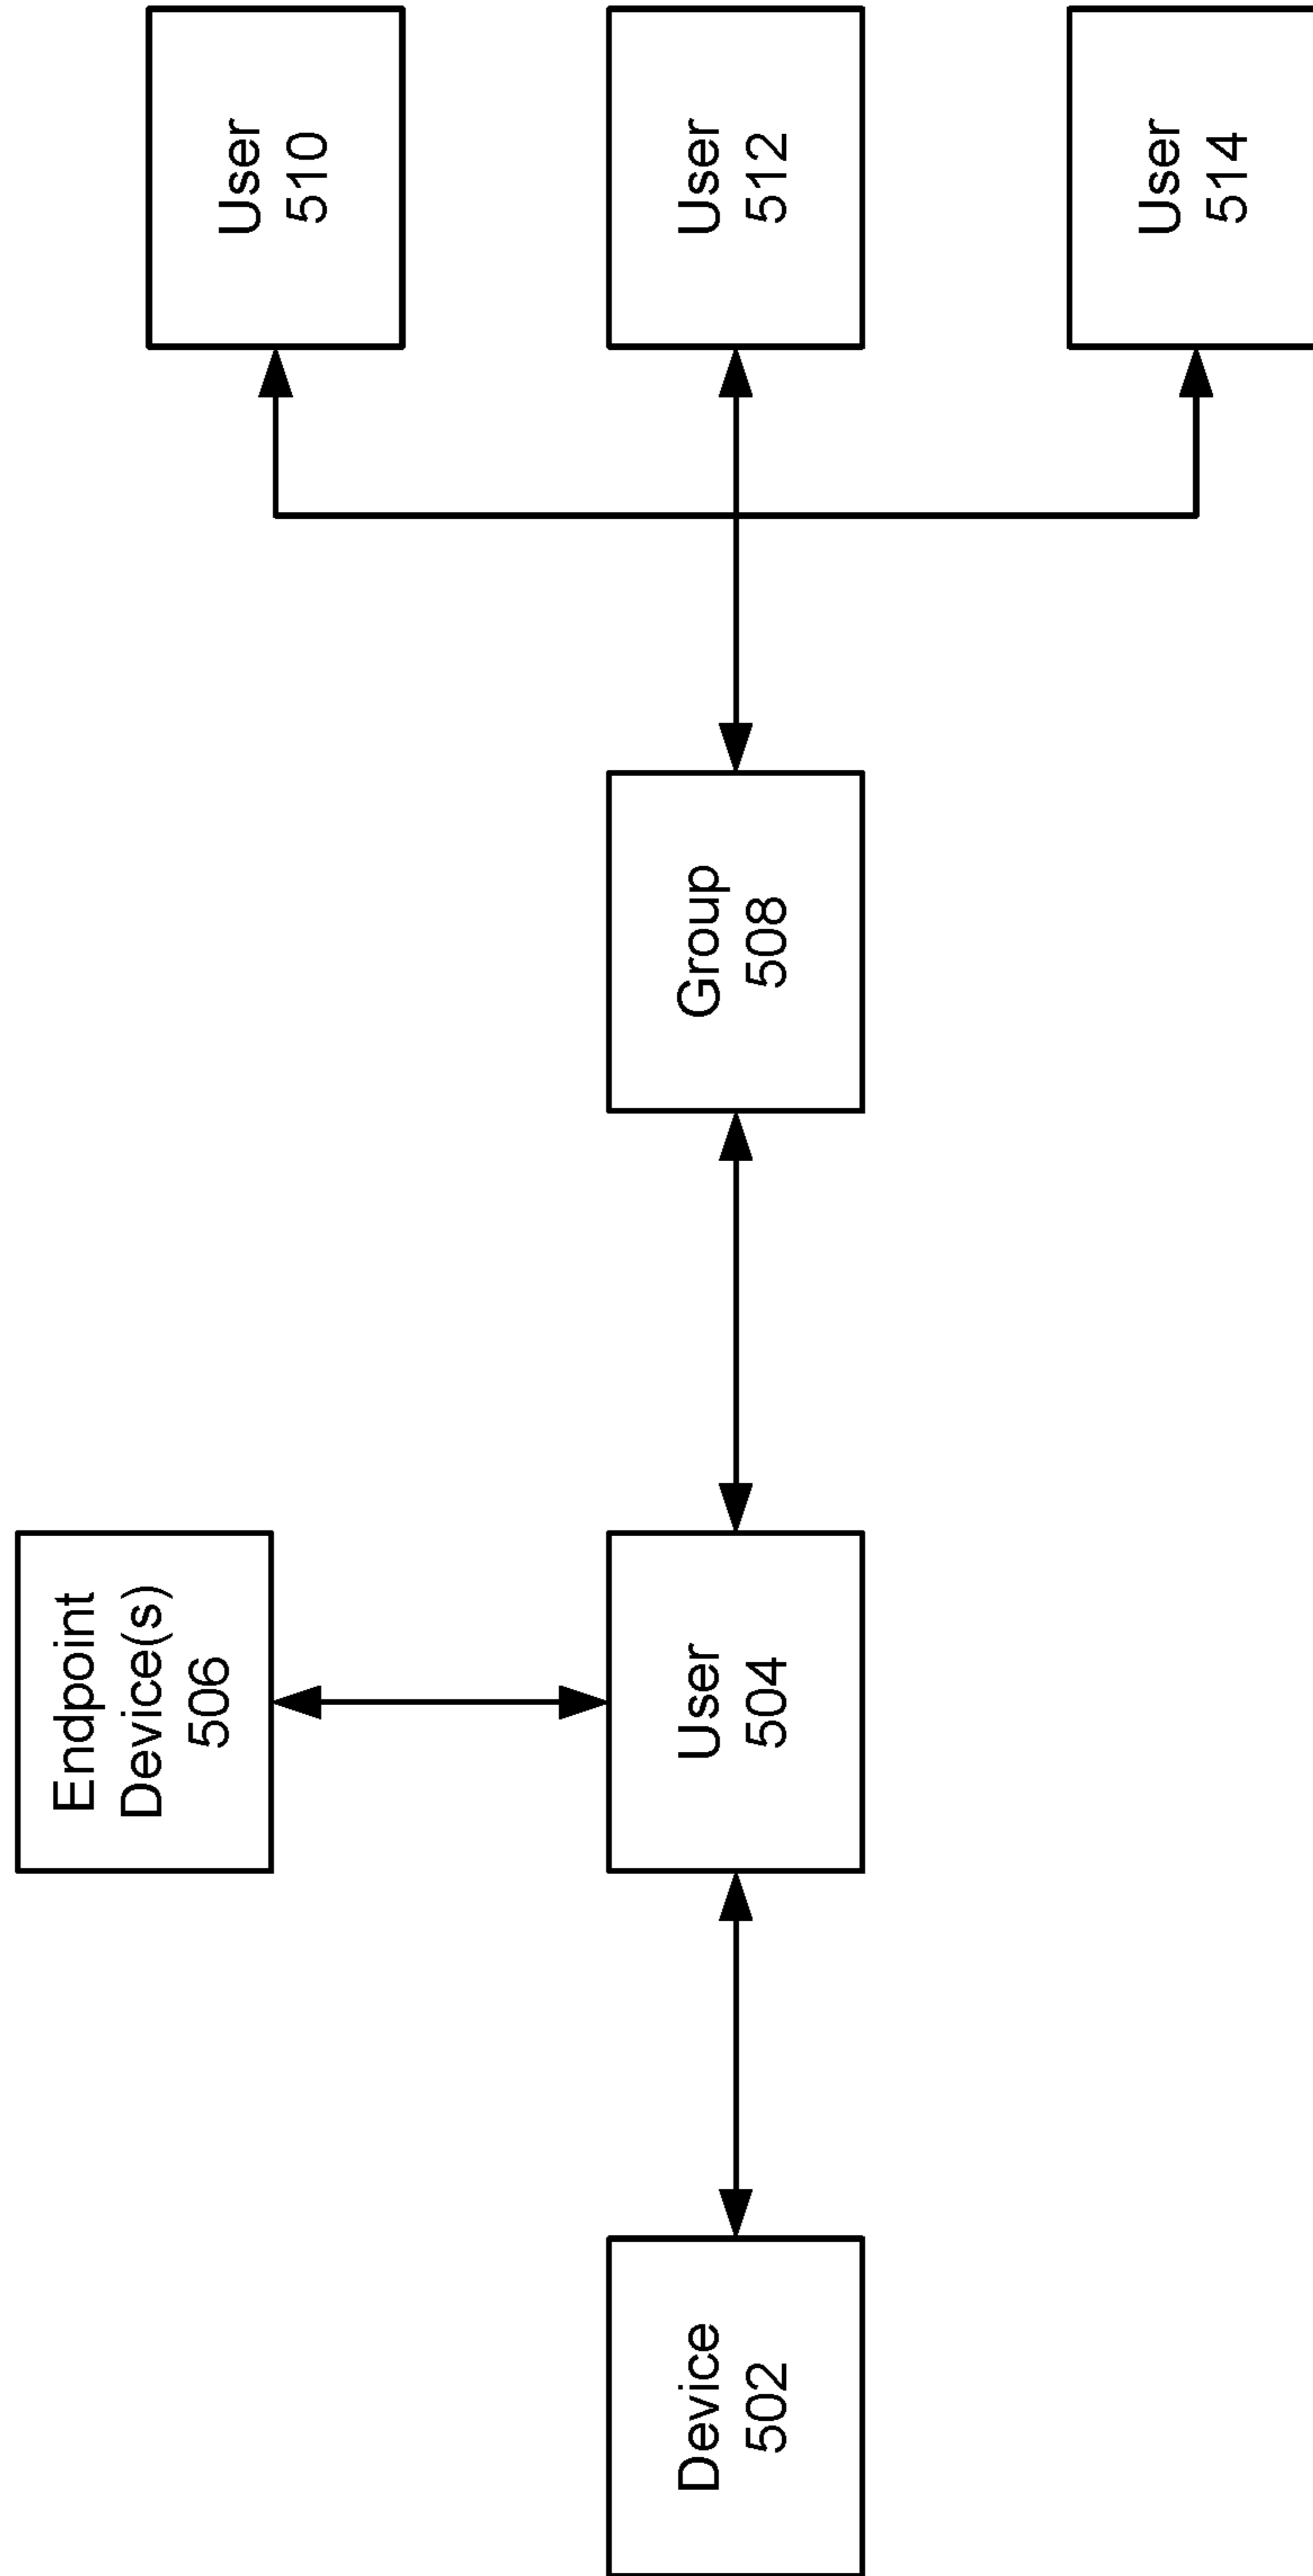 Endpoint
Device(s)
506
Device
502
User
504
Group
508
User
510
User
512
User
514